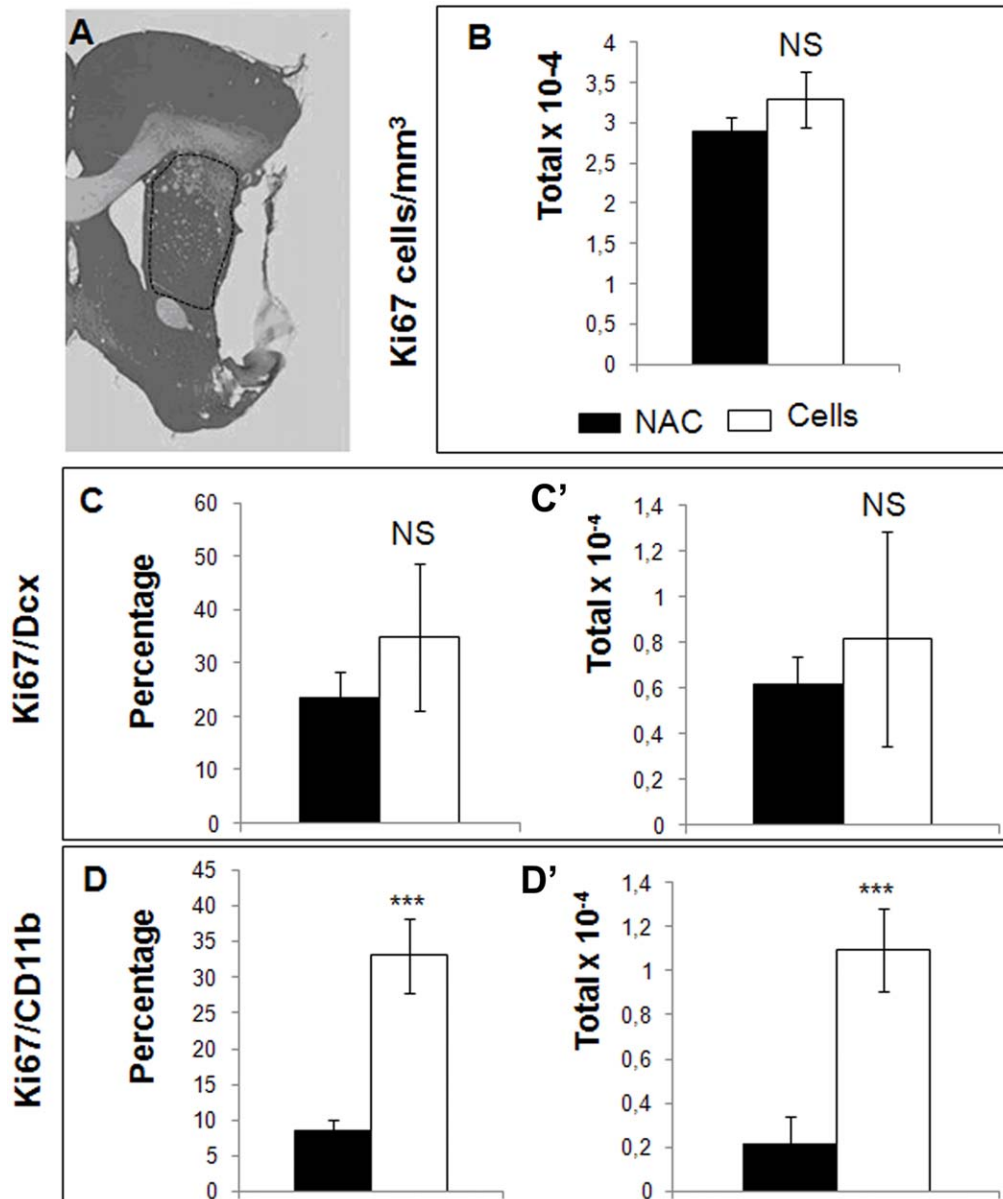 A
B
Ki67 cells/mm³
Total x 10-4
4
3,5
3
2,5
2
1,5
1
0,5
0
NS
NAC Cells
Ki67/Dcx
C
Percentage
60
50
40
30
20
10
0
NS
C’
Total x 10⁻⁴
1,4
1,2
1
0,8
0,6
0,4
0,2
0
NS
Ki67/CD11b
D
Percentage
45
40
35
30
25
20
15
10
5
0
***
D’
Total x 10⁻⁴
1,4
1,2
1
0,8
0,6
0,4
0,2
0
***